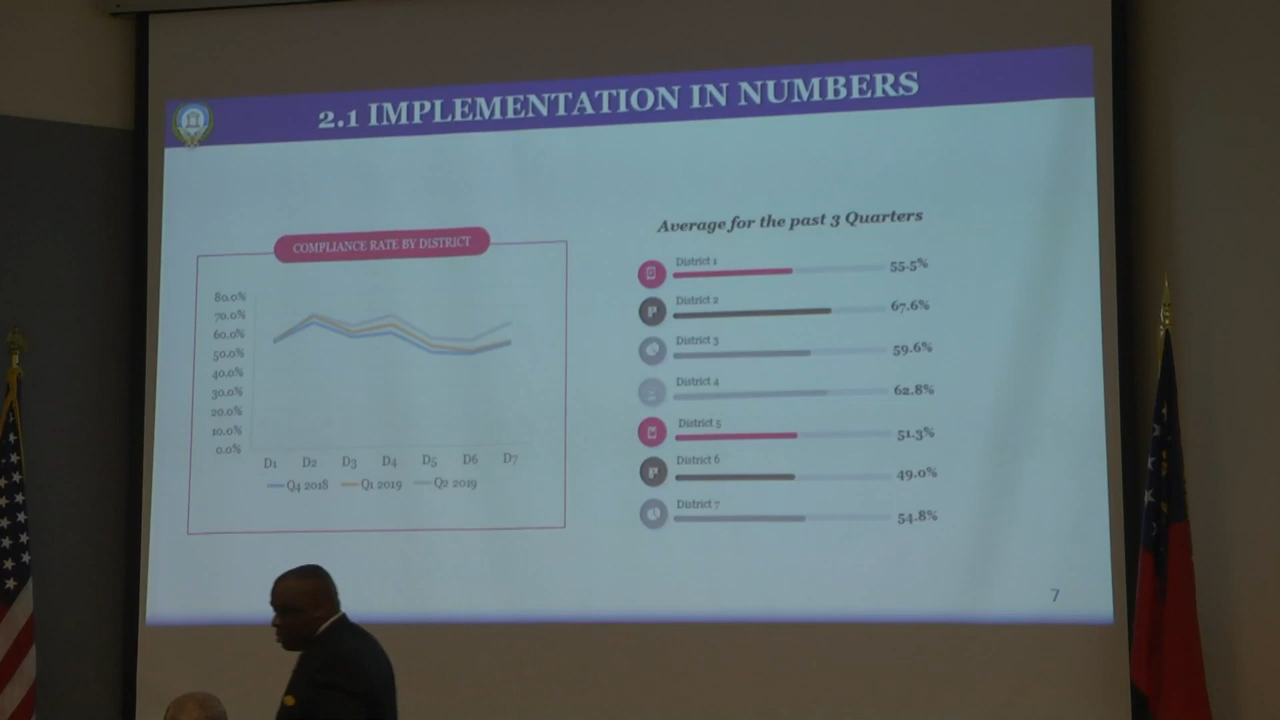 2.1 IMPLEMENTATION IN NUMBERS
COMPLIANCE RATE BY DISTRICT
80.0%
70.0%
60.0%
50.0%
40.0%
30.0%
20.0%
10.0%
0.0%
D1 D2 D3 D4 D5 D6 D7
Q4 2018 Q1 2019 Q2 2019
Average for the past 3 Quarters
District 1 55.5%
District 2 67.6%
District 3 59.6%
District 4 62.8%
District 5 51.3%
District 6 49.0%
District 7 54.8%
7